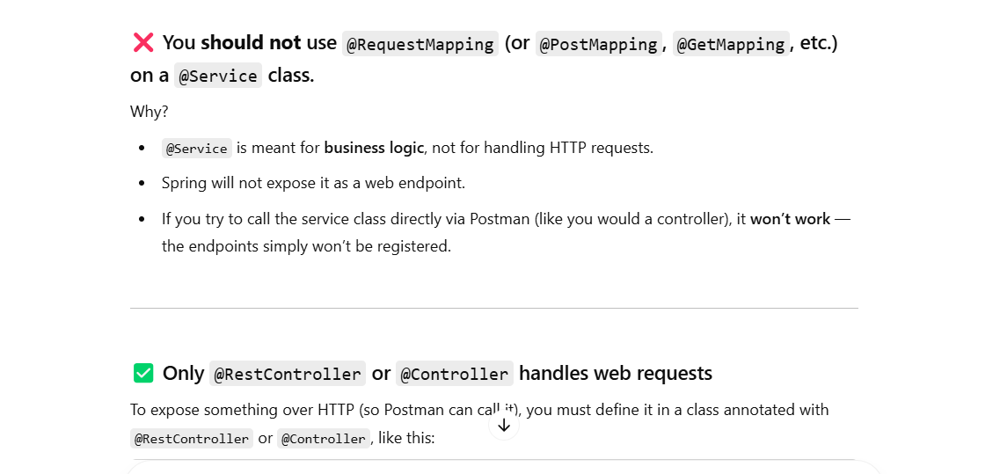 ❌ You should not use @RequestMapping (or @PostMapping, @GetMapping, etc.)
on a @Service class.
Why?
• @Service is meant for business logic, not for handling HTTP requests.
• Spring will not expose it as a web endpoint.
• If you try to call the service class directly via Postman (like you would a controller), it won't work —
the endpoints simply won't be registered.
✅ Only @RestController or @Controller handles web requests
To expose something over HTTP (so Postman can call it), you must define it in a class annotated with
@RestController or @Controller, like this: